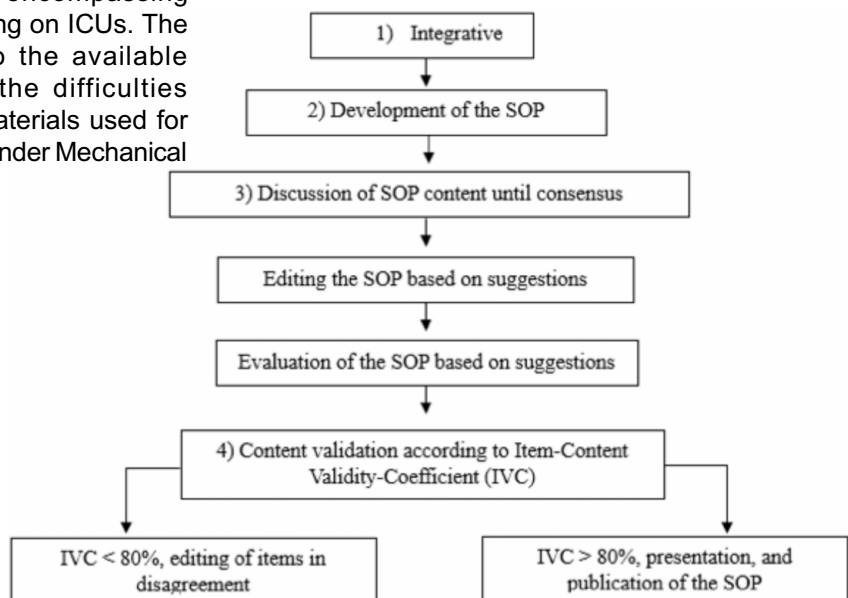 encompassing
ng on ICUs. The
o the available
the difficulties
aterials used for
nder Mechanical
1) Integrative
2) Development of the SOP
3) Discussion of SOP content until consensus
Editing the SOP based on suggestions
Evaluation of the SOP based on suggestions
4) Content validation according to Item-Content
Validity-Coefficient (IVC)
IVC < 80%, editing of items in
disagreement
IVC > 80%, presentation, and
publication of the SOP